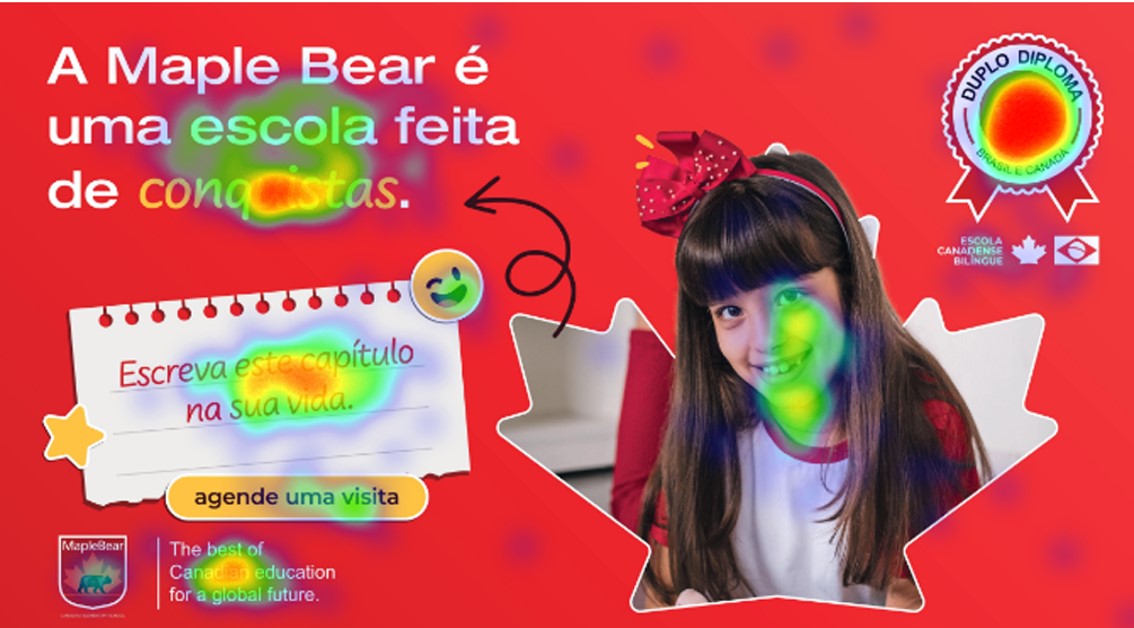 A Maple Bear é
uma escola feita
de conquistas.
DUPLO DIPLOMA
BRASIL E CANADÁ
ESCOLA
CANADENSE
BILÍNGUE
Escreva este capítulo
na sua vida.
agende uma visita
MapleBear
The best of
Canadian education
for a global future.